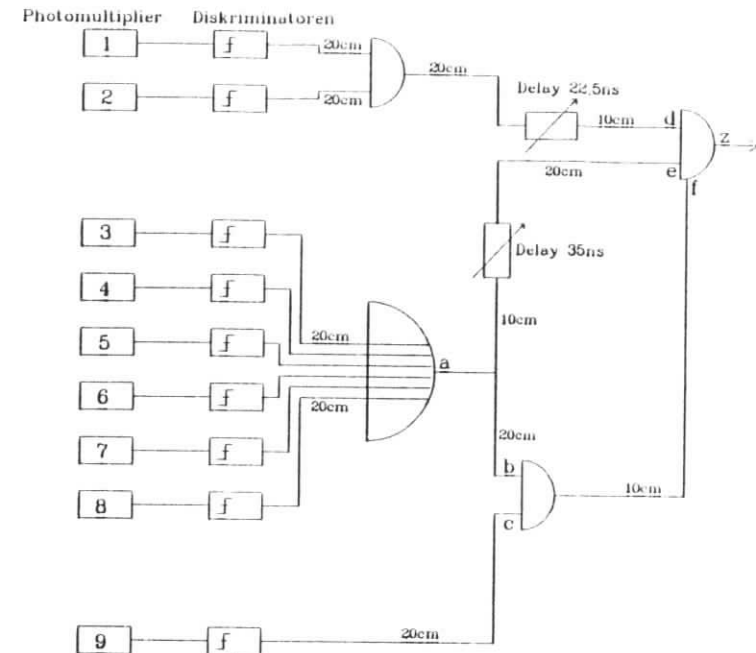 Photomultiplier Diskriminatoren
1
20cm
20cm
2
20cm
Delay 22,5ns
10cm
d
z
e
20cm
f
3
4
Delay 35ns
10cm
5
20cm
a
6
20cm
7
20cm
b
8
10cm
c
9
20cm